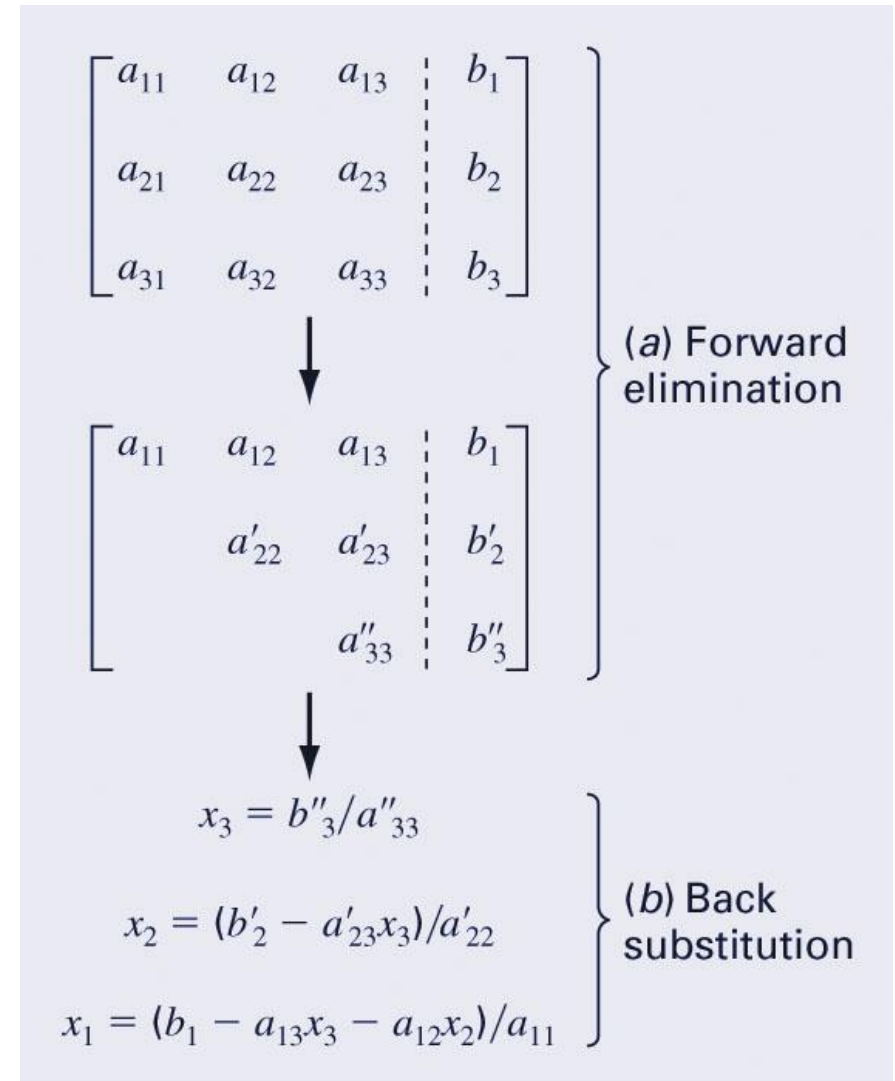 a₁₁ a₁₂ a₁₃ b₁
a₂₁ a₂₂ a₂₃ b₂
a₃₁ a₃₂ a₃₃ b₃
(a) Forward
elimination
a₁₁ a₁₂ a₁₃ b₁
a′₂₂ a′₂₃ b′₂
a″₃₃ b″₃
x₃ = b″₃/a″₃₃
x₂ = (b′₂ − a′₂₃x₃)/a′₂₂
x₁ = (b₁ − a₁₃x₃ − a₁₂x₂)/a₁₁
(b) Back
substitution